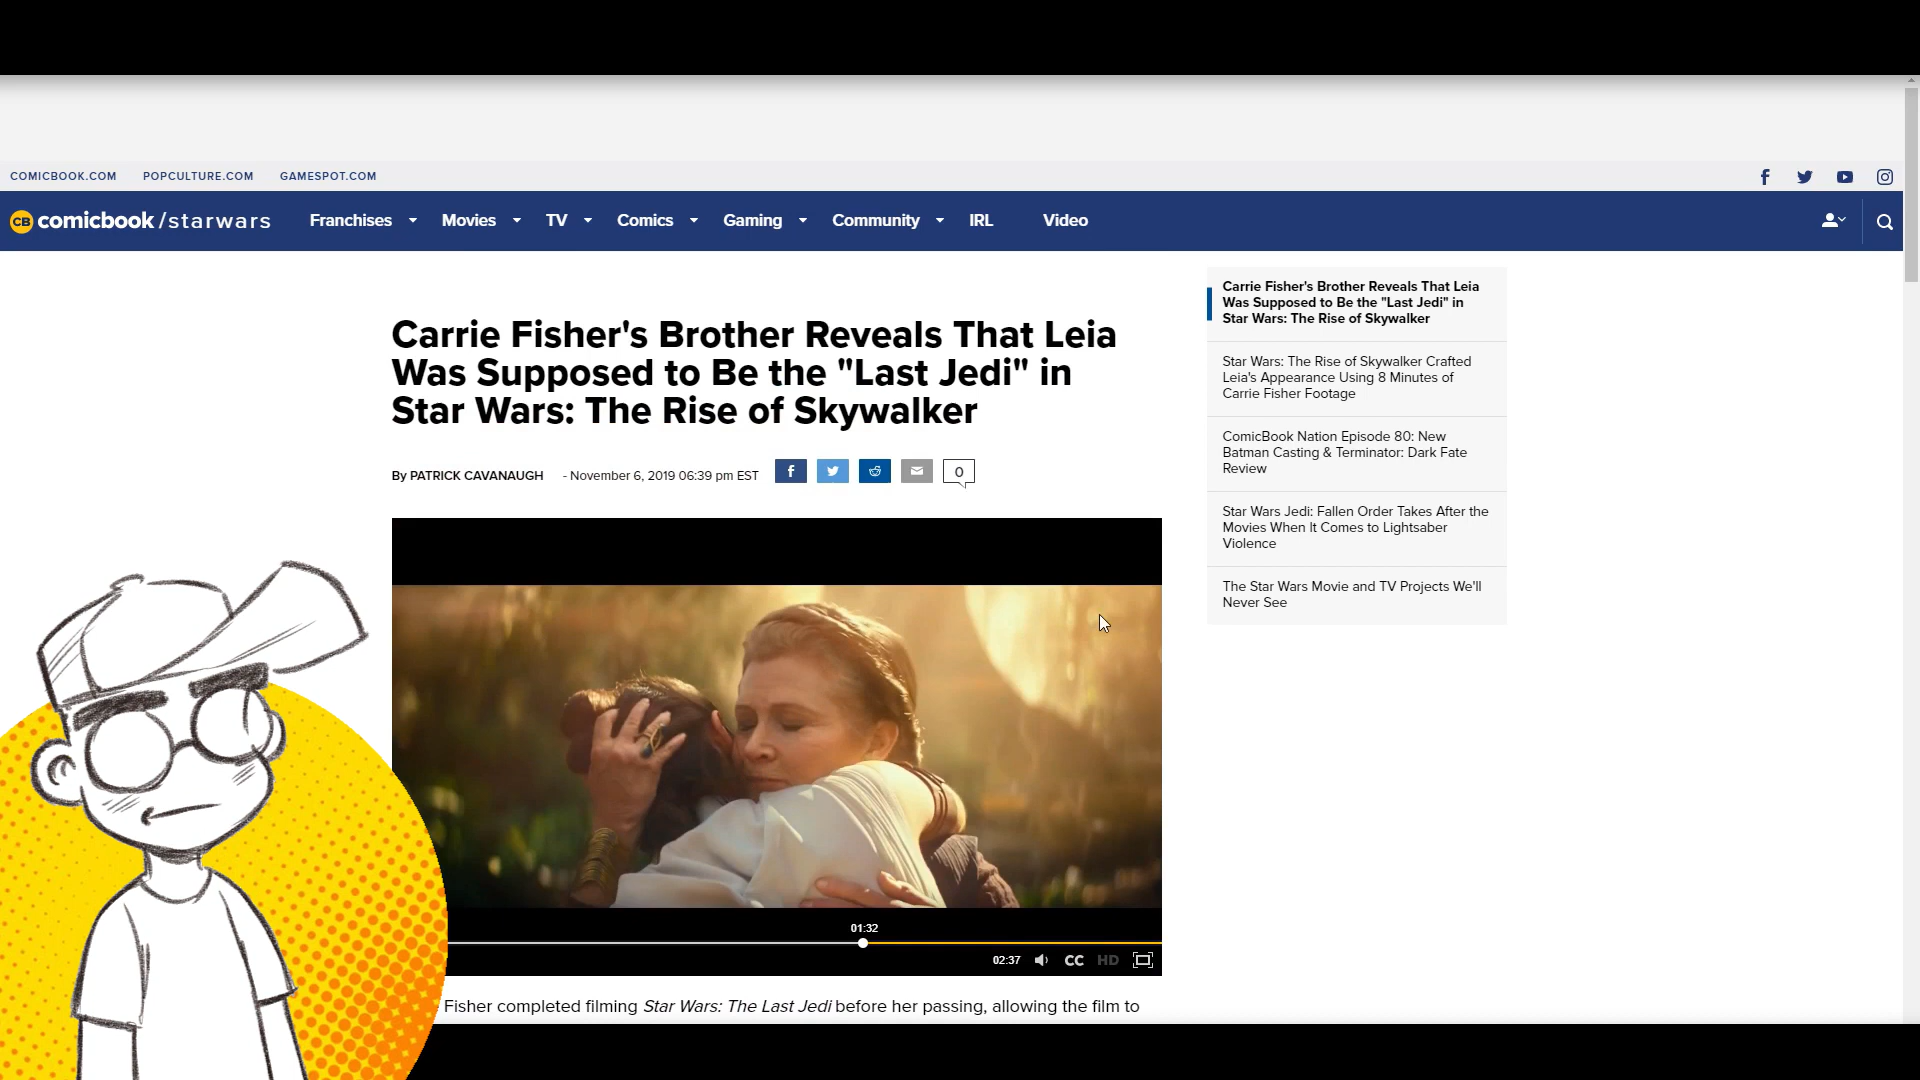 COMICBOOK.COM POPCULTURE.COM GAMESPOT.COM
CB comicbook/starwars Franchises Movies TV Comics Gaming Community IRL Video
Carrie Fisher's Brother Reveals That Leia
Was Supposed to Be the "Last Jedi" in
Star Wars: The Rise of Skywalker
By PATRICK CAVANAUGH - November 6, 2019 06:39 pm EST
0
01:32
02:37 CC HD
Fisher completed filming Star Wars: The Last Jedi before her passing, allowing the film to
Carrie Fisher's Brother Reveals That Leia
Was Supposed to Be the "Last Jedi" in
Star Wars: The Rise of Skywalker
Star Wars: The Rise of Skywalker Crafted
Leia's Appearance Using 8 Minutes of
Carrie Fisher Footage
ComicBook Nation Episode 80: New
Batman Casting & Terminator: Dark Fate
Review
Star Wars Jedi: Fallen Order Takes After the
Movies When It Comes to Lightsaber
Violence
The Star Wars Movie and TV Projects We'll
Never See